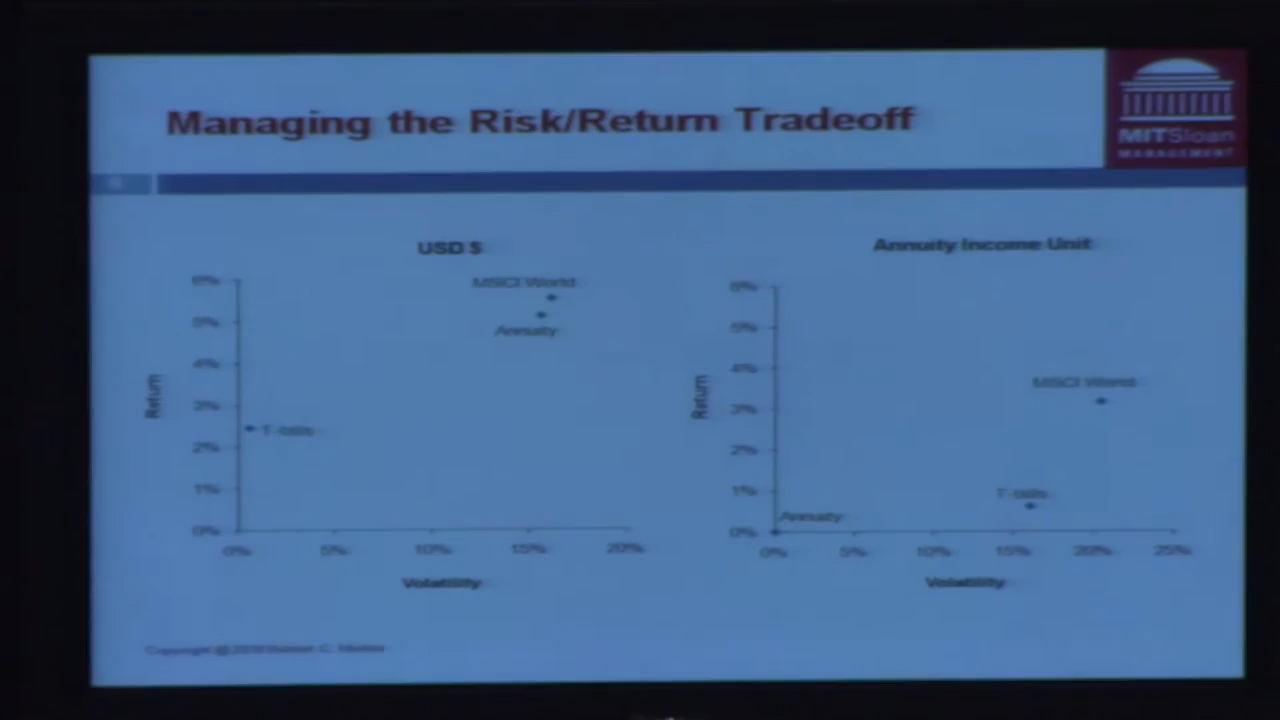 Managing the Risk/Return Tradeoff
MITSloan
MANAGEMENT
USD $
6%
5%
4%
3%
2%
1%
0%
Return
MSCI World
Annuity
T-bills
0% 5% 10% 15% 20%
Volatility
Annuity Income Unit
6%
5%
4%
3%
2%
1%
0%
Return
MSCI World
T-bills
Annuity
0% 5% 10% 15% 20% 25%
Volatility
Copyright @ C.